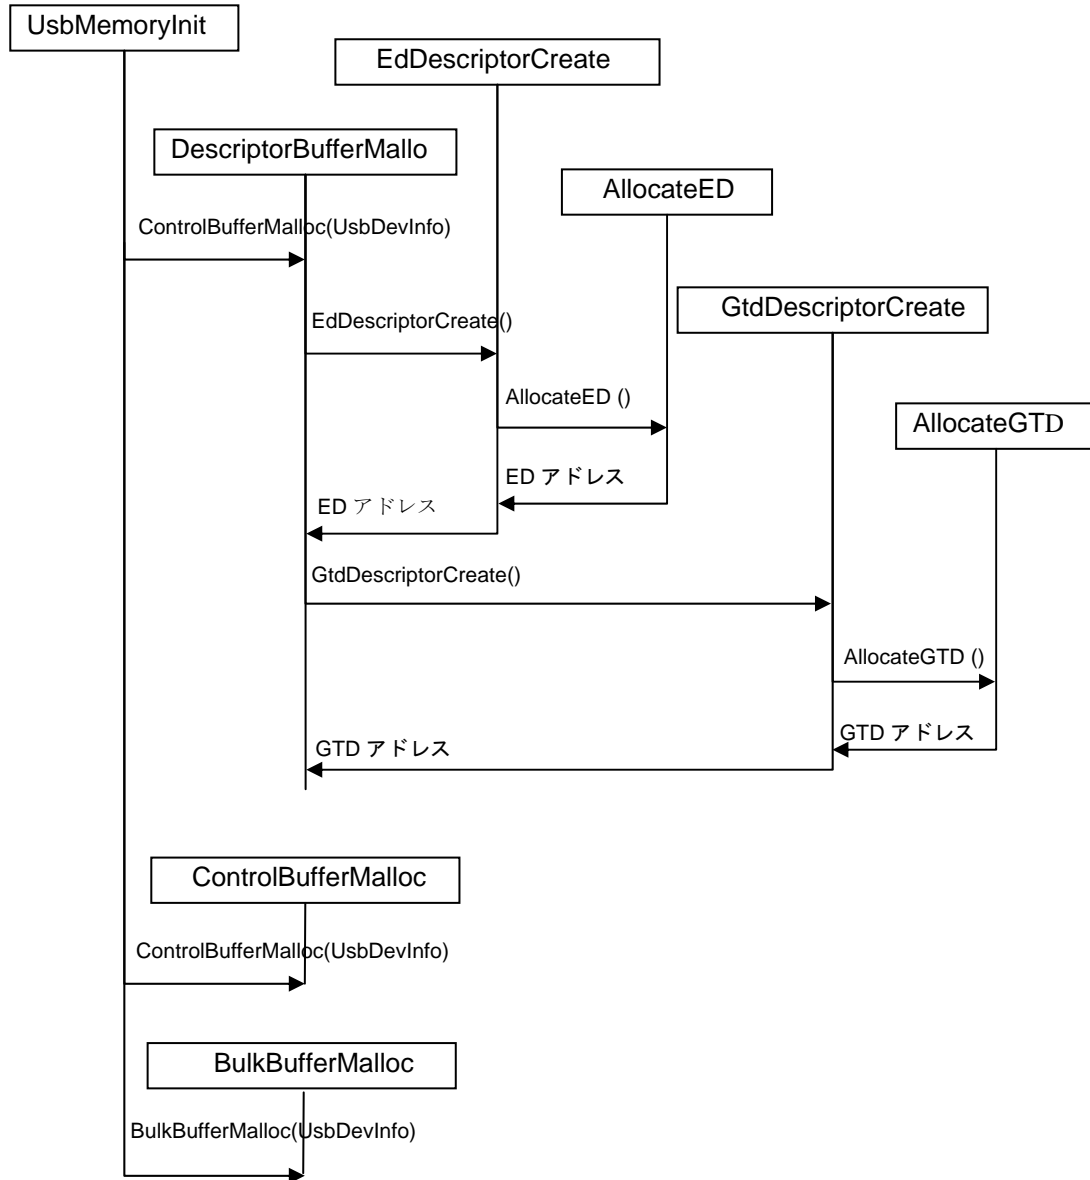 UsbMemoryInit
EdDescriptorCreate
DescriptorBufferMallo
AllocateED
ControlBufferMalloc(UsbDevInfo)
GtdDescriptorCreate
EdDescriptorCreate()
AllocateED ()
AllocateGTD
ED アドレス
ED アドレス
GtdDescriptorCreate()
AllocateGTD ()
GTD アドレス
GTD アドレス
ControlBufferMalloc
ControlBufferMalloc(UsbDevInfo)
BulkBufferMalloc
BulkBufferMalloc(UsbDevInfo)